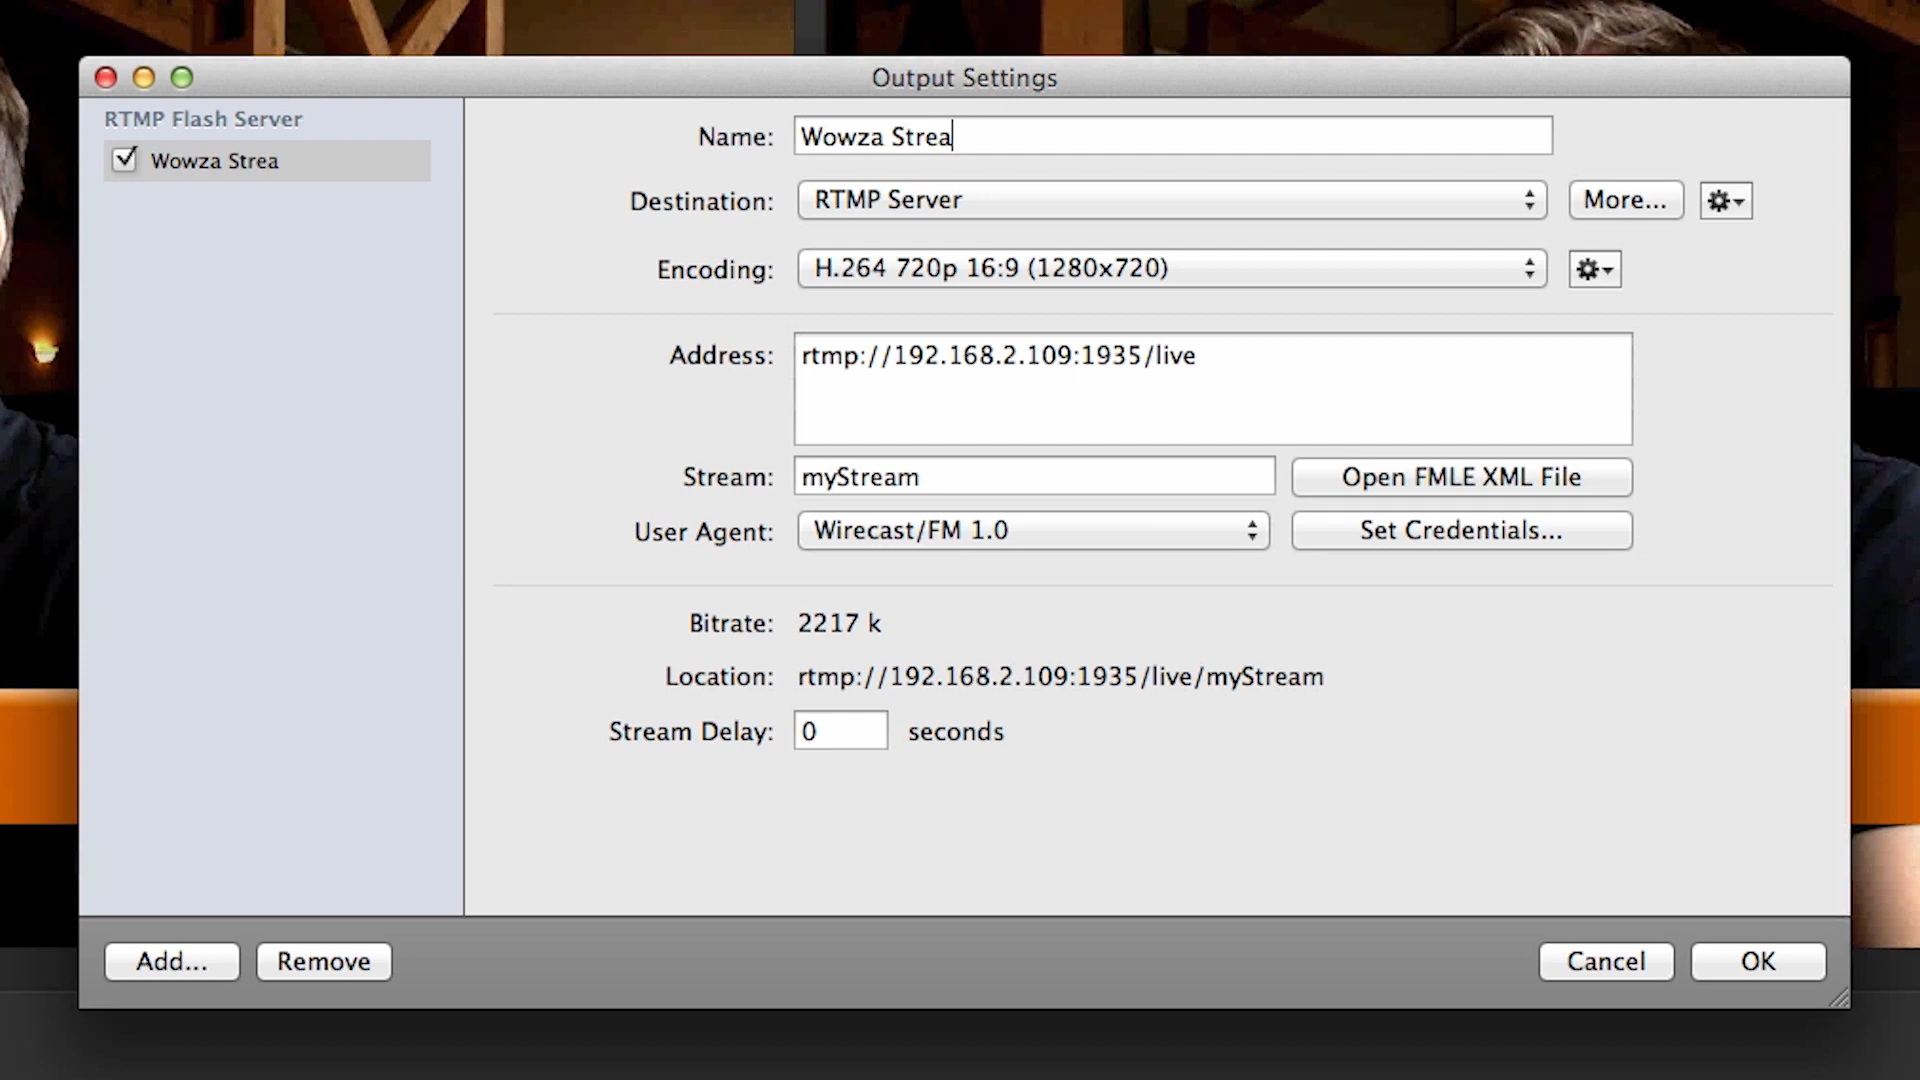 Output Settings
RTMP Flash Server
Wowza Strea
Name: Wowza Strea
Destination: RTMP Server More...
Encoding: H.264 720p 16:9 (1280x720)
Address: rtmp://192.168.2.109:1935/live
Stream: myStream Open FMLE XML File
User Agent: Wirecast/FM 1.0 Set Credentials...
Bitrate: 2217 k
Location: rtmp://192.168.2.109:1935/live/myStream
Stream Delay: 0 seconds
Add... Remove Cancel OK